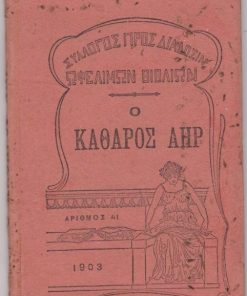 ΣΥΛΛΟΓΟΣ ΠΡΟΣ ΔΙΑΔΟΣΙΝ
ΩΦΕΛΙΜΩΝ ΒΙΒΛΙΩΝ
Ο
ΚΑΘΑΡΟΣ ΑΗΡ
ΑΡΙΘΜΟΣ 41
1903